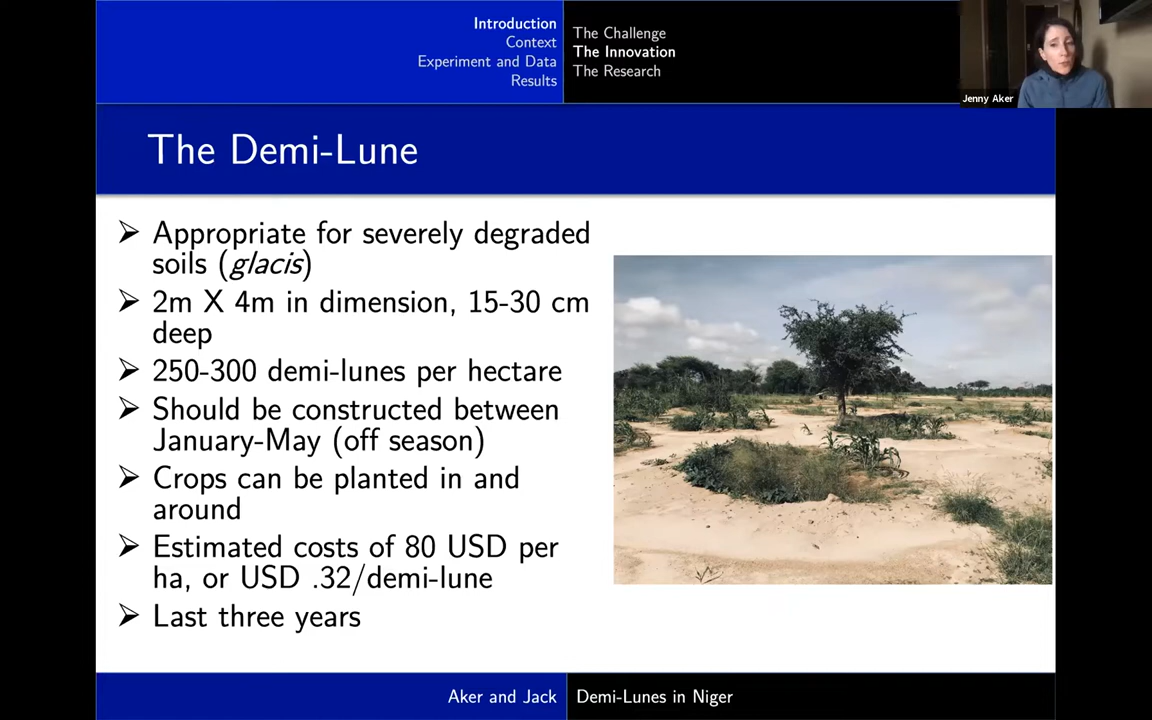 Introduction
Context
Experiment and Data
Results
The Challenge
The Innovation
The Research
Jenny Aker
The Demi-Lune
➢ Appropriate for severely degraded
soils (glacis)
➢ 2m X 4m in dimension, 15-30 cm
deep
➢ 250-300 demi-lunes per hectare
➢ Should be constructed between
January-May (off season)
➢ Crops can be planted in and
around
➢ Estimated costs of 80 USD per
ha, or USD .32/demi-lune
➢ Last three years
Aker and Jack
Demi-Lunes in Niger